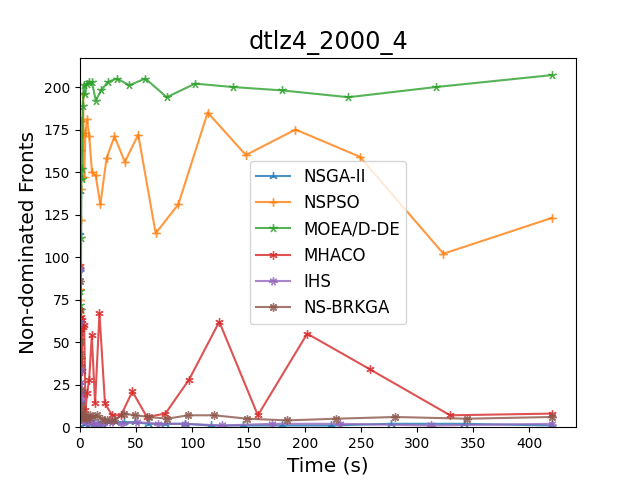 dtlz4_2000_4
Non-dominated Fronts
200
175
150
125
100
75
50
25
0
NSGA-II
NSPSO
MOEA/D-DE
MHACO
IHS
NS-BRKGA
0 50 100 150 200 250 300 350 400
Time (s)